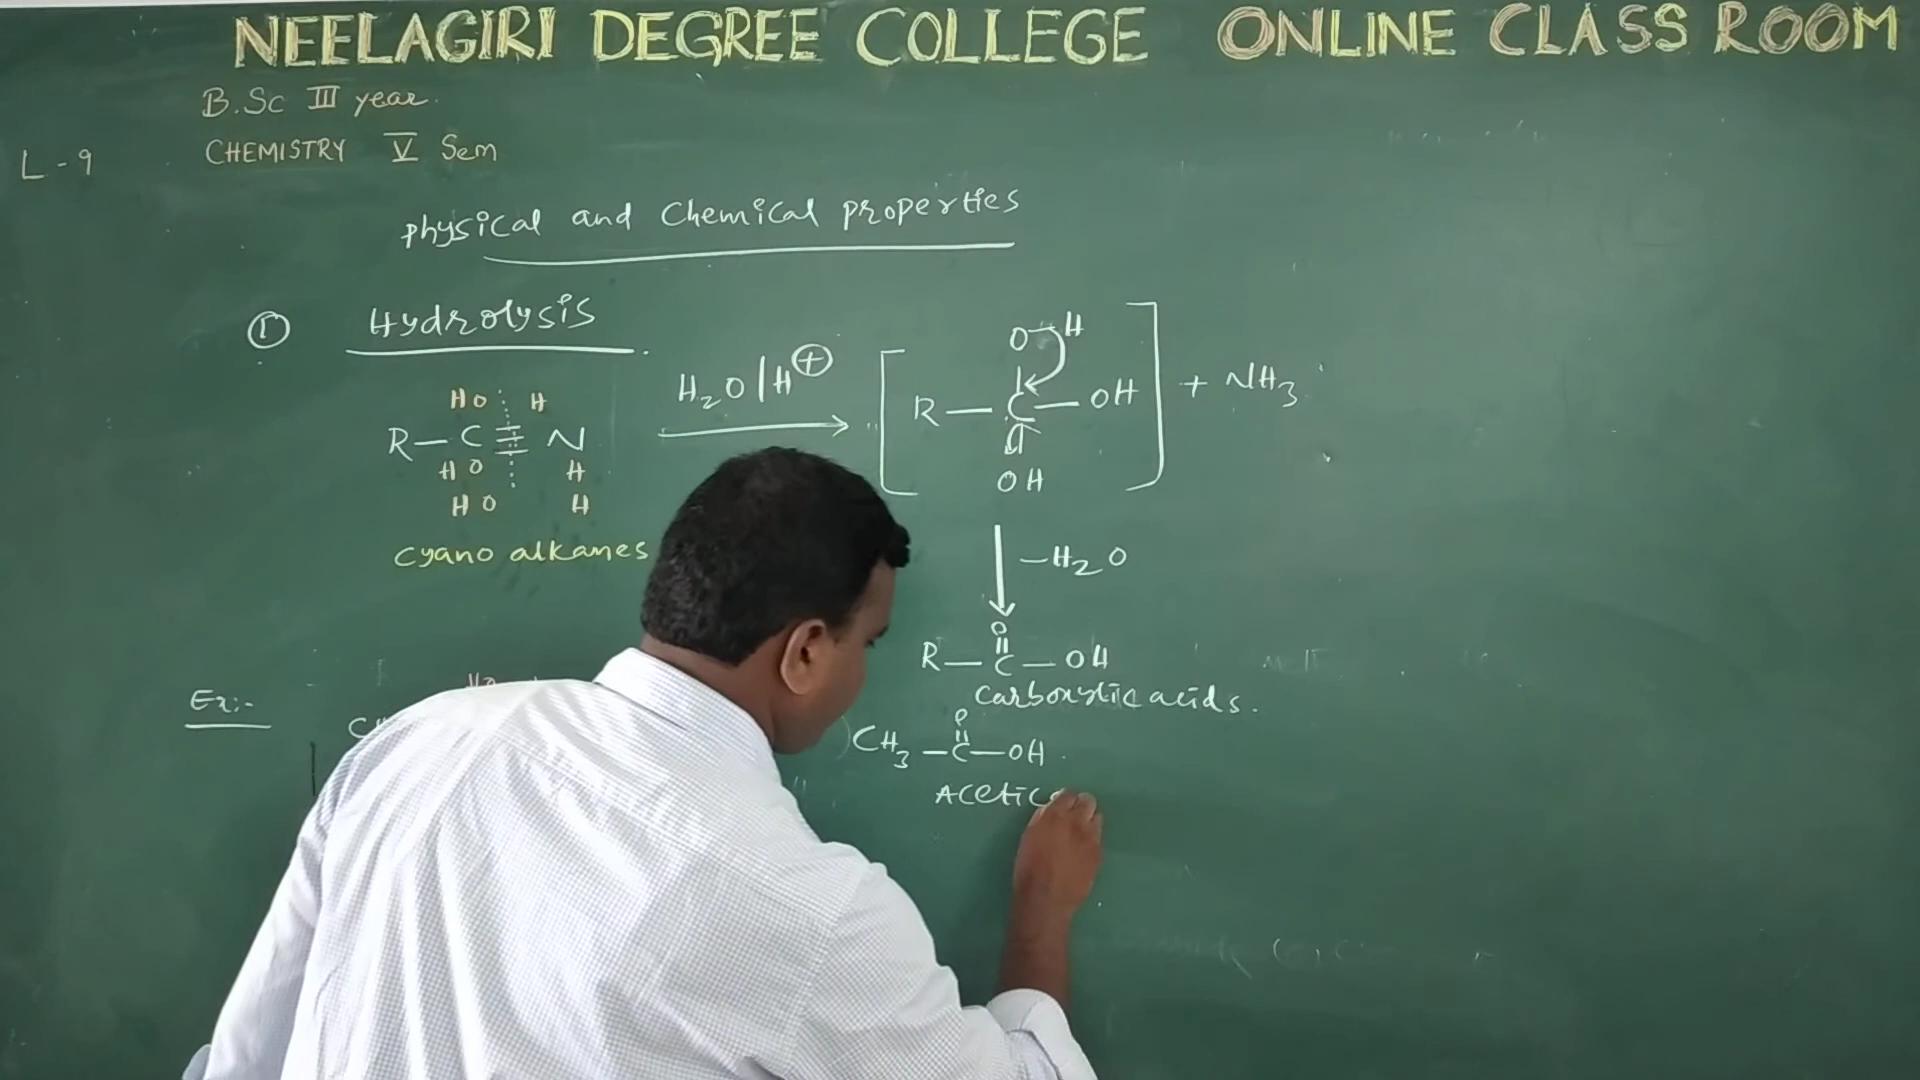 NEELAGIRI DEGREE COLLEGE ONLINE CLASS ROOM
B.Sc III year.
L-9 CHEMISTRY V Sem
Physical and Chemical properties
① Hydrolysis
HO H
R-C≡N
HO H
HO H
Cyano alkanes
H2O/H⊕
O-H
R-C-OH
OH
+ NH3
-H2O
O
R-C-OH
Carboxylic acids.
Ex:-
O
CH3-C-OH
Acetic